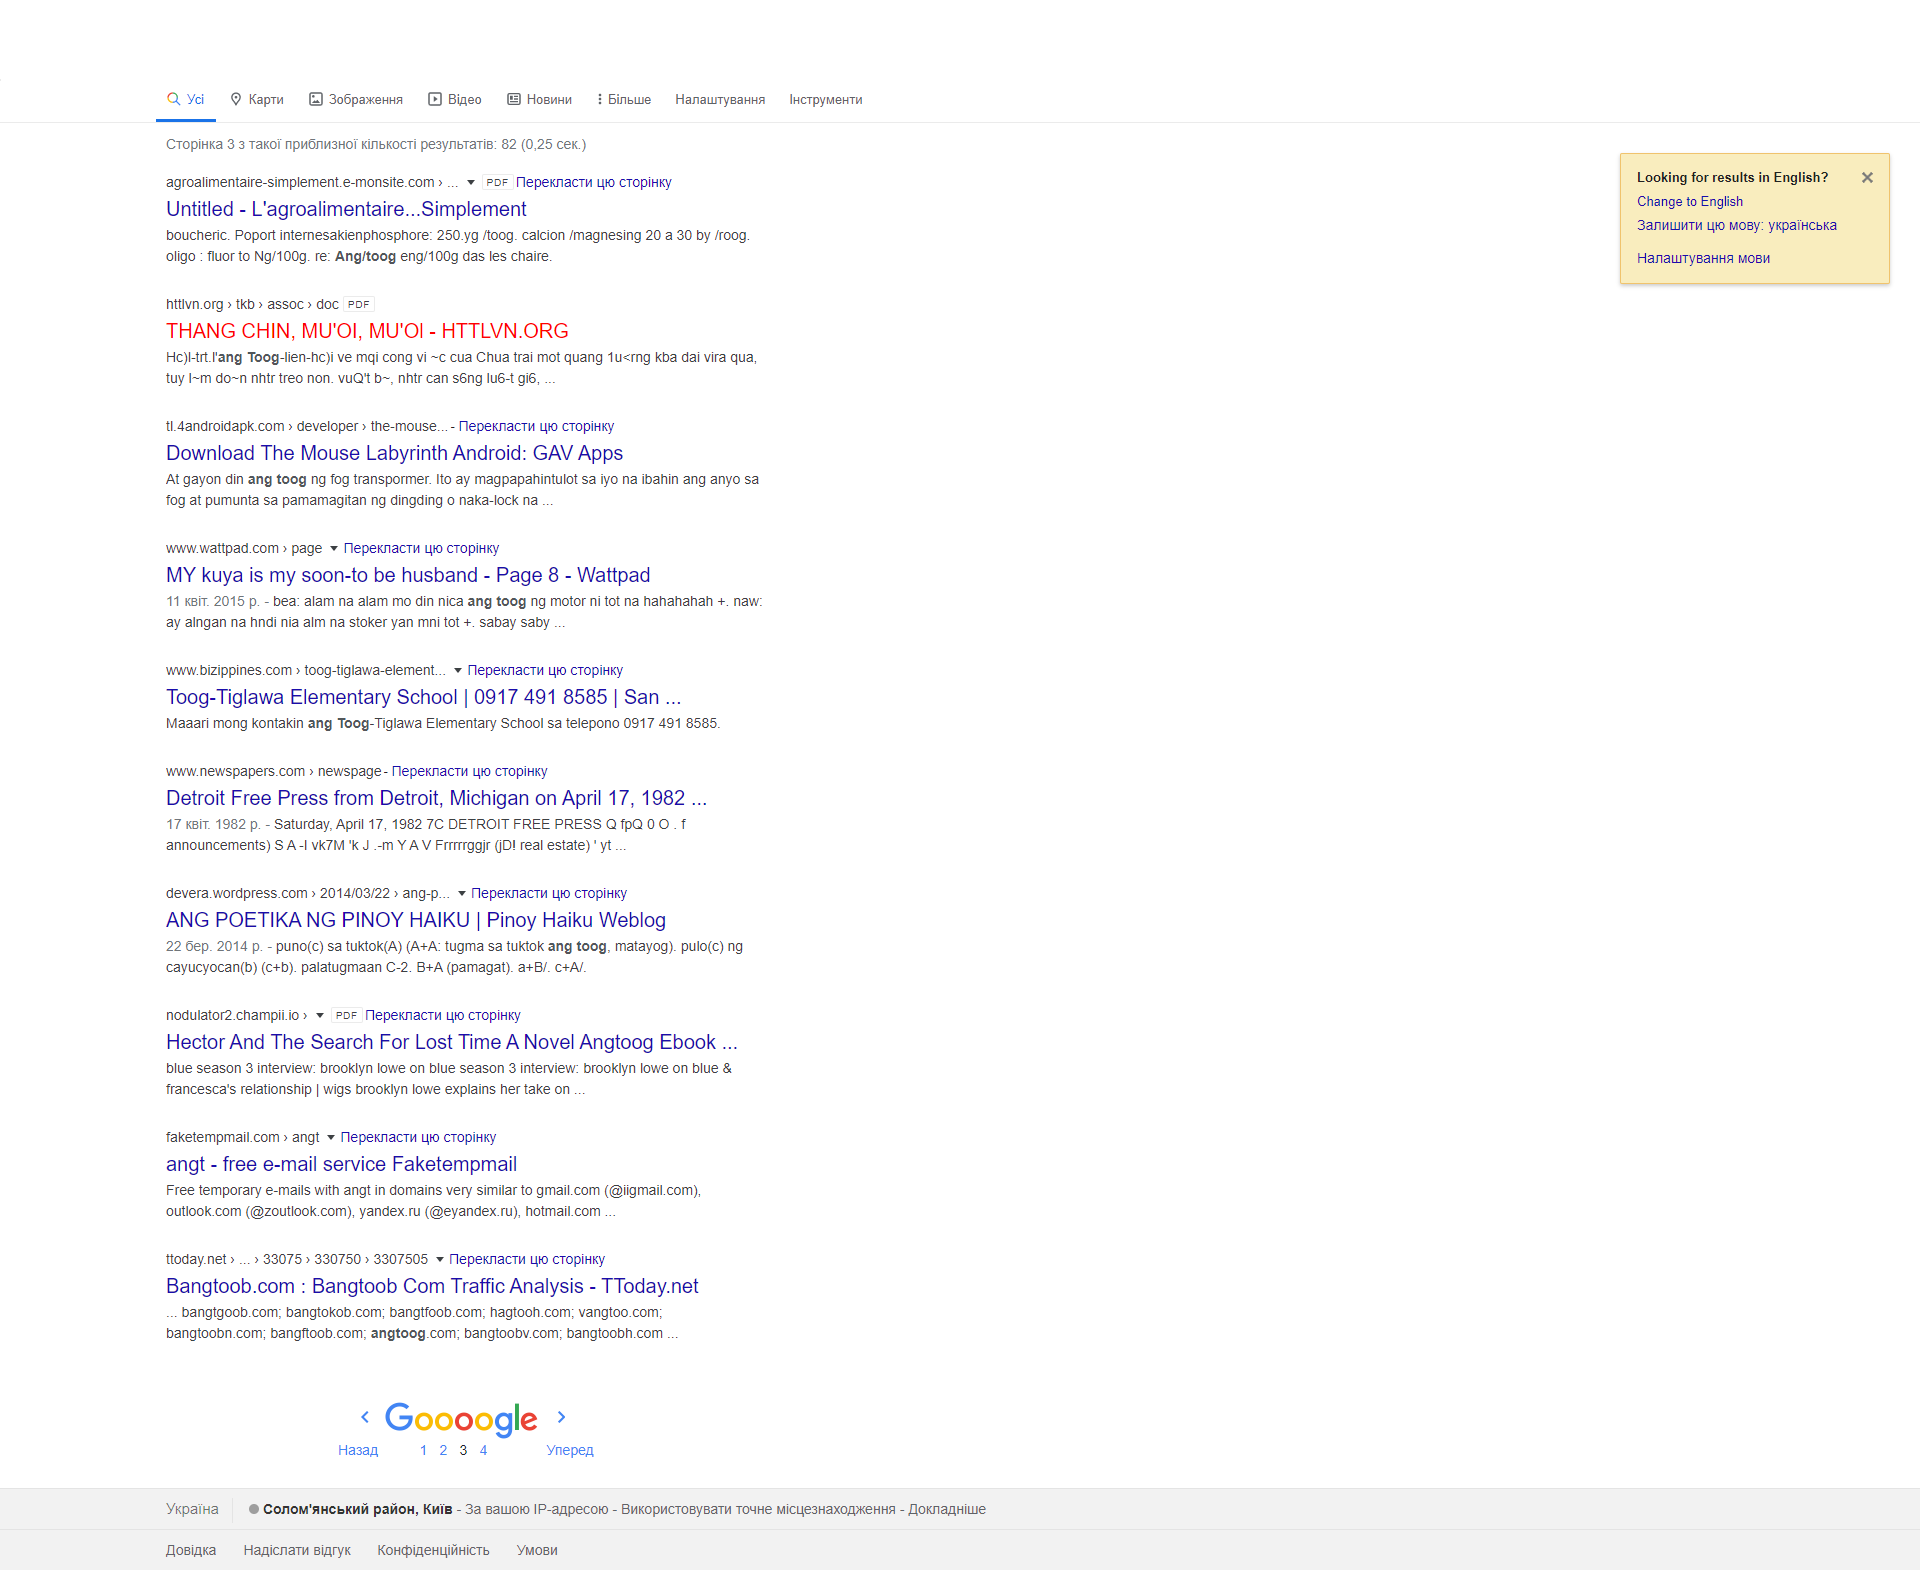 Усі Карти Зображення Відео Новини Більше Налаштування Інструменти
Сторінка 3 з такої приблизної кількості результатів: 82 (0,25 сек.)
agroalimentaire-simplement.e-monsite.com › ... PDF Перекласти цю сторінку
Untitled - L'agroalimentaire...Simplement
boucheric. Poport internesakienphosphore: 250.yg /toog. calcion /magnesing 20 a 30 by /roog.
oligo : fluor to Ng/100g. re: Ang/toog eng/100g das les chaire.
httlvn.org › tkb › assoc › doc PDF
THANG CHIN, MU'OI, MU'OI - HTTLVN.ORG
Hc)l-trt.l'ang Toog-lien-hc)i ve mqi cong vi ~c cua Chua trai mot quang 1u<rng kba dai vira qua,
tuy I~m do~n nhtr treo non. vuQ't b~, nhtr can s6ng lu6-t gi6, ...
tl.4androidapk.com › developer › the-mouse... - Перекласти цю сторінку
Download The Mouse Labyrinth Android: GAV Apps
At gayon din ang toog ng fog transpormer. Ito ay magpapahintulot sa iyo na ibahin ang anyo sa
fog at pumunta sa pamamagitan ng dingding o naka-lock na ...
www.wattpad.com › page Перекласти цю сторінку
MY kuya is my soon-to be husband - Page 8 - Wattpad
11 квіт. 2015 р. - bea: alam na alam mo din nica ang toog ng motor ni tot na hahahahah +. naw:
ay alngan na hndi nia alm na stoker yan mni tot +. sabay saby ...
www.bizippines.com › toog-tiglawa-element... Перекласти цю сторінку
Toog-Tiglawa Elementary School | 0917 491 8585 | San ...
Maaari mong kontakin ang Toog-Tiglawa Elementary School sa telepono 0917 491 8585.
www.newspapers.com › newspage - Перекласти цю сторінку
Detroit Free Press from Detroit, Michigan on April 17, 1982 ...
17 квіт. 1982 р. - Saturday, April 17, 1982 7C DETROIT FREE PRESS Q fpQ 0 O . f
announcements) S A -I vk7M 'k J .-m Y A V Frrrrrggjr (jD! real estate) ' yt ...
devera.wordpress.com › 2014/03/22 › ang-p... Перекласти цю сторінку
ANG POETIKA NG PINOY HAIKU | Pinoy Haiku Weblog
22 бер. 2014 р. - puno(c) sa tuktok(A) (A+A: tugma sa tuktok ang toog, matayog). pulo(c) ng
cayucyocan(b) (c+b). palatugmaan C-2. B+A (pamagat). a+B/. c+A/.
nodulator2.champii.io › PDF Перекласти цю сторінку
Hector And The Search For Lost Time A Novel Angtoog Ebook ...
blue season 3 interview: brooklyn lowe on blue season 3 interview: brooklyn lowe on blue &
francesca's relationship | wigs brooklyn lowe explains her take on ...
faketempmail.com › angt Перекласти цю сторінку
angt - free e-mail service Faketempmail
Free temporary e-mails with angt in domains very similar to gmail.com (@iigmail.com),
outlook.com (@zoutlook.com), yandex.ru (@eyandex.ru), hotmail.com ...
ttoday.net › ... › 33075 › 330750 › 3307505 Перекласти цю сторінку
Bangtoob.com : Bangtoob Com Traffic Analysis - TToday.net
... bangtgoob.com; bangtokob.com; bangtfoob.com; hagtooh.com; vangtoo.com;
bangtoobn.com; bangftoob.com; angtoog.com; bangtoobv.com; bangtoobh.com ...
Looking for results in English?
Change to English
Залишити цю мову: українська
Налаштування мови
Goooogle
Назад 1 2 3 4 Уперед
Україна Солом'янський район, Київ - За вашою IP-адресою - Використовувати точне місцезнаходження - Докладніше
Довідка Надіслати відгук Конфіденційність Умови